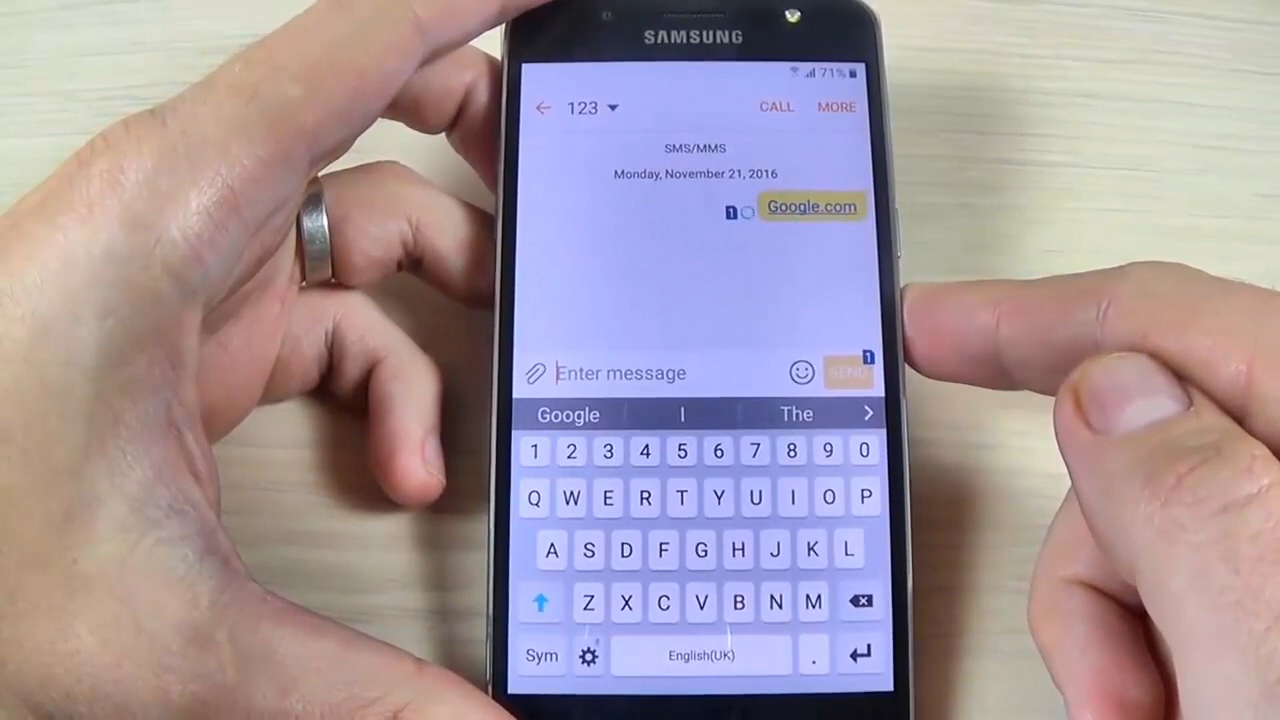 SAMSUNG
71%
123 CALL MORE
SMS/MMS
Monday, November 21, 2016
1 Google.com
1
Enter message SEND
Google I The
1 2 3 4 5 6 7 8 9 0
Q W E R T Y U I O P
A S D F G H J K L
Z X C V B N M
Sym English(UK) .